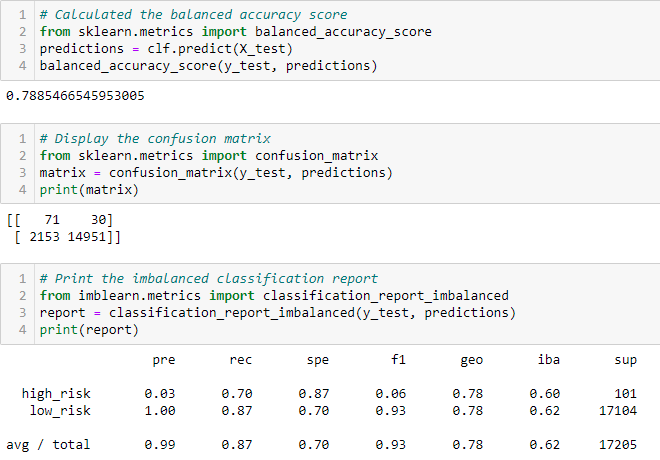 1 # Calculated the balanced accuracy score
2 from sklearn.metrics import balanced_accuracy_score
3 predictions = clf.predict(X_test)
4 balanced_accuracy_score(y_test, predictions)
0.7885466545953005
1 # Display the confusion matrix
2 from sklearn.metrics import confusion_matrix
3 matrix = confusion_matrix(y_test, predictions)
4 print(matrix)
[[   71    30]
 [ 2153 14951]]
1 # Print the imbalanced classification report
2 from imblearn.metrics import classification_report_imbalanced
3 report = classification_report_imbalanced(y_test, predictions)
4 print(report)
                   pre       rec       spe        f1       geo       iba       sup
  high_risk       0.03      0.70      0.87      0.06      0.78      0.60       101
   low_risk       1.00      0.87      0.70      0.93      0.78      0.62     17104
avg / total       0.99      0.87      0.70      0.93      0.78      0.62     17205